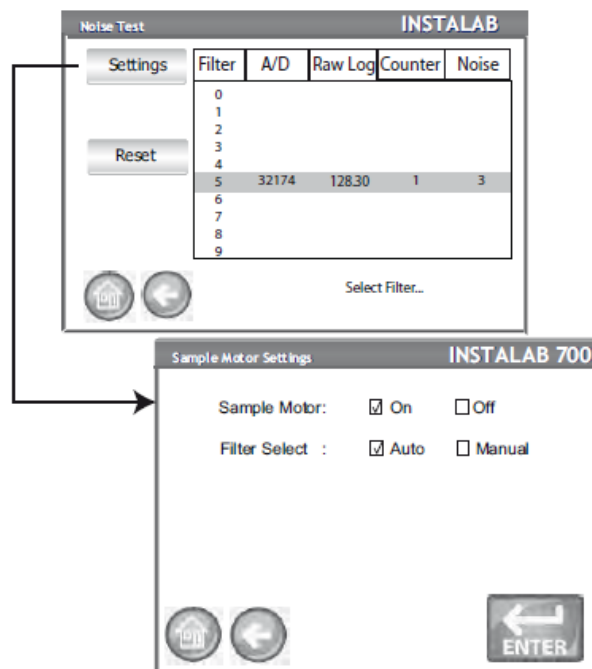 Noise Test INSTALAB
Settings Filter A/D Raw Log Counter Noise
0
1
2
Reset 3
4
5 32174 128.30 1 3
6
7
8
9
Select Filter...
Sample Motor Settings INSTALAB 700
Sample Motor: On Off
Filter Select : Auto Manual
ENTER